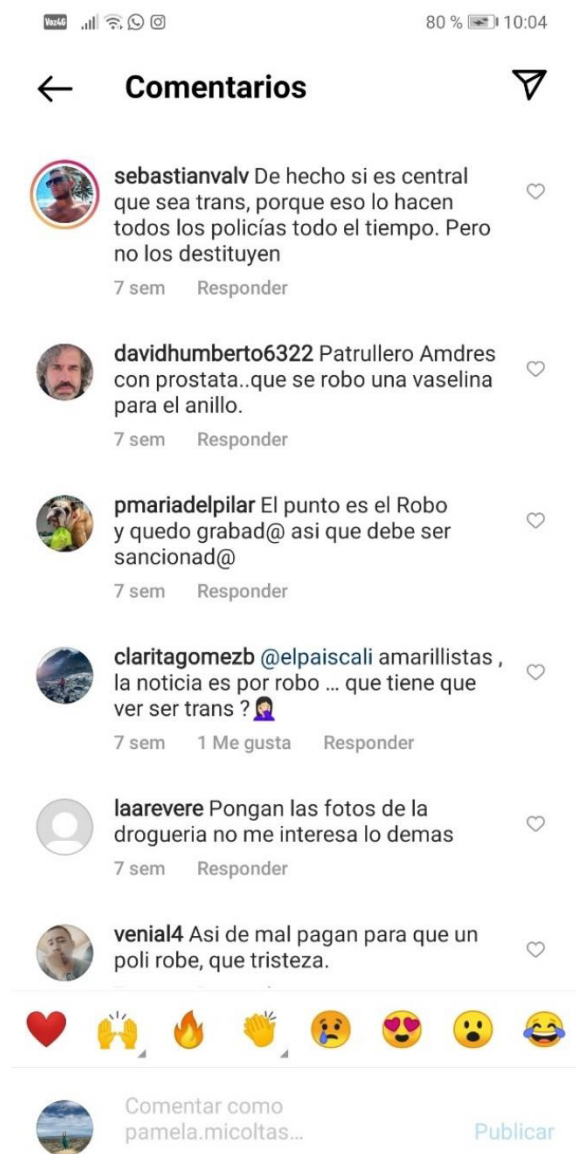 Voz4G
80 %
10:04
Comentarios
sebastianvalv De hecho si es central
que sea trans, porque eso lo hacen
todos los policías todo el tiempo. Pero
no los destituyen
7 sem Responder
davidhumberto6322 Patrullero Amdres
con prostata..que se robo una vaselina
para el anillo.
7 sem Responder
pmariadelpilar El punto es el Robo
y quedo grabad@ asi que debe ser
sancionad@
7 sem Responder
claritagomezb @elpaiscali amarillistas ,
la noticia es por robo ... que tiene que
ver ser trans ?🤦🏻‍♀️
7 sem 1 Me gusta Responder
laarevere Pongan las fotos de la
drogueria no me interesa lo demas
7 sem Responder
venial4 Asi de mal pagan para que un
poli robe, que tristeza.
Comentar como
pamela.micoltas...
Publicar